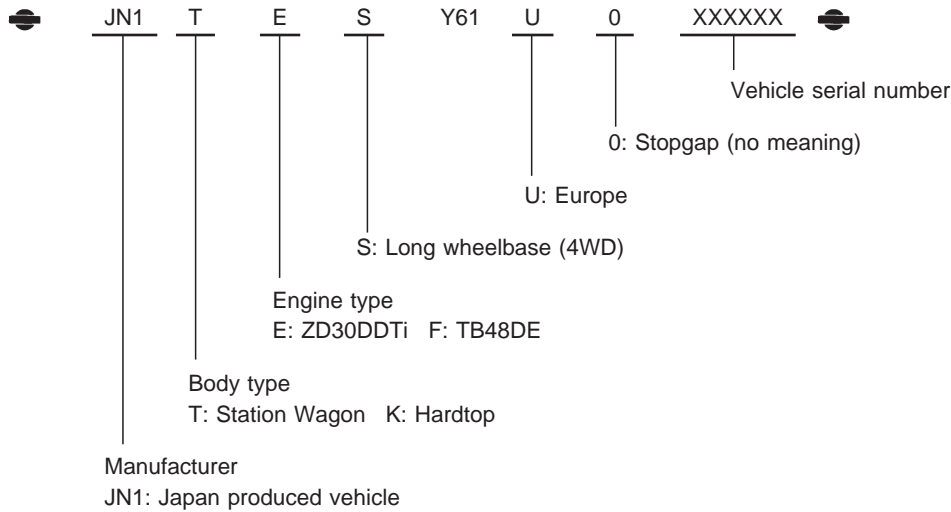 JN1 T E S Y61 U 0 XXXXXX
Vehicle serial number
0: Stopgap (no meaning)
U: Europe
S: Long wheelbase (4WD)
Engine type
E: ZD30DDTi F: TB48DE
Body type
T: Station Wagon K: Hardtop
Manufacturer
JN1: Japan produced vehicle